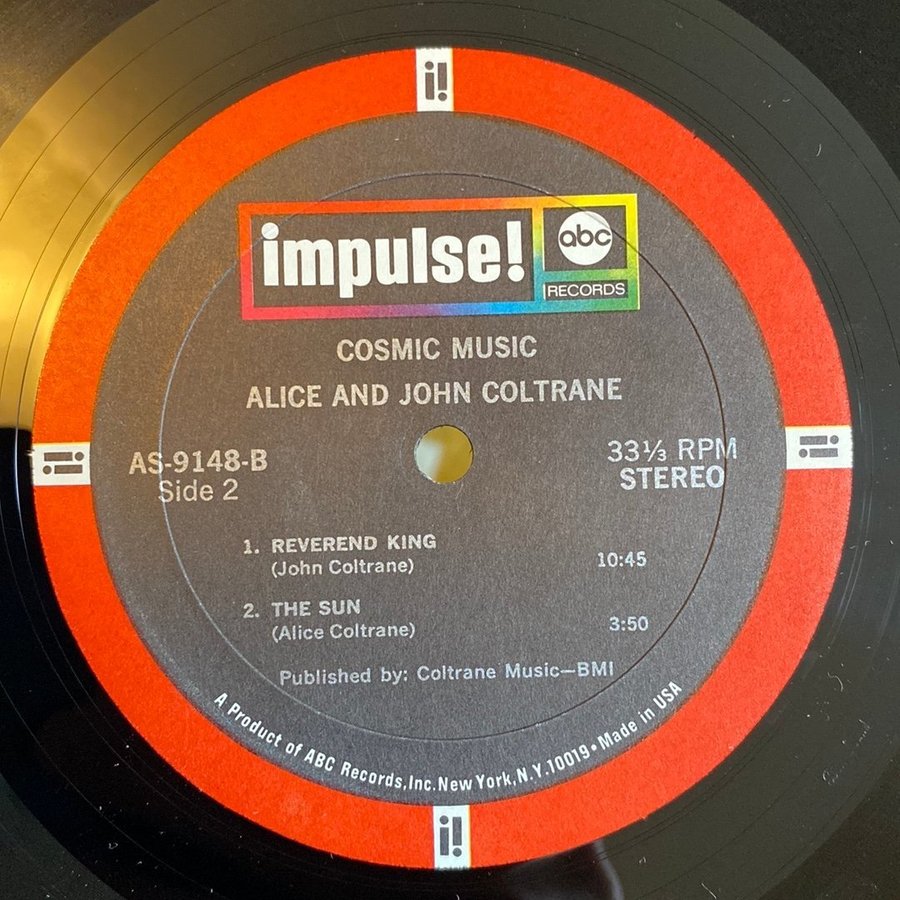 i!
impulse!
abc
RECORDS
COSMIC MUSIC
ALICE AND JOHN COLTRANE
AS-9148-B
Side 2
33⅓ RPM
STEREO
1. REVEREND KING
(John Coltrane)
10:45
2. THE SUN
(Alice Coltrane)
3:50
Published by: Coltrane Music—BMI
A Product of ABC Records,Inc.New York,N.Y.10019•Made in USA
i!
i!
i!